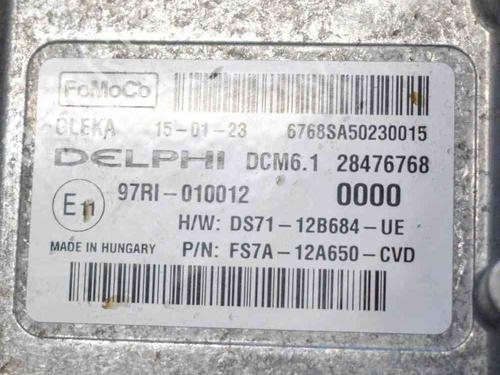 FoMoCo
GLEKA 15-01-23 6768SA50230015
DELPHI DCM6.1 28476768
E11 97RI-010012 0000
H/W: DS71-12B684-UE
MADE IN HUNGARY P/N: FS7A-12A650-CVD